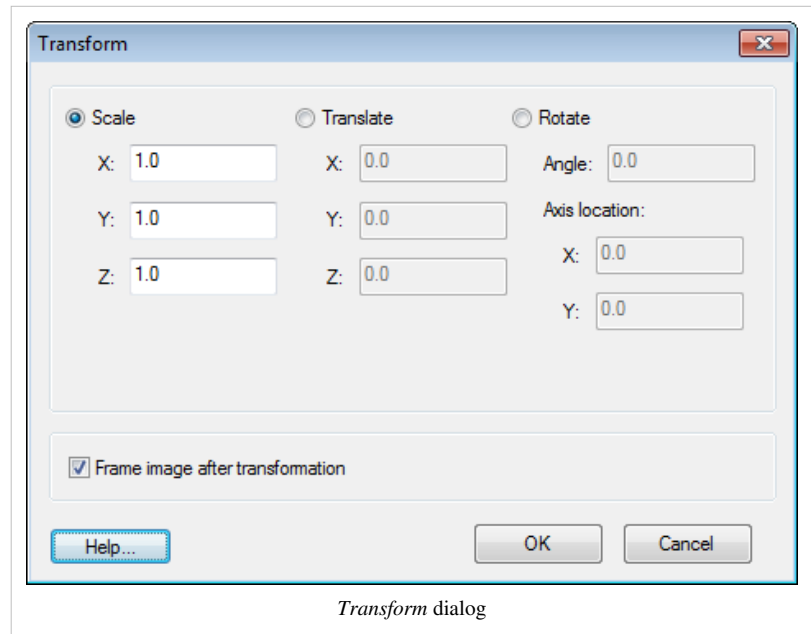 Transform
Scale Translate Rotate
X: 1.0 X: 0.0 Angle: 0.0
Y: 1.0 Y: 0.0 Axis location:
Z: 1.0 Z: 0.0 X: 0.0
Y: 0.0
Frame image after transformation
Help... OK Cancel
Transform dialog